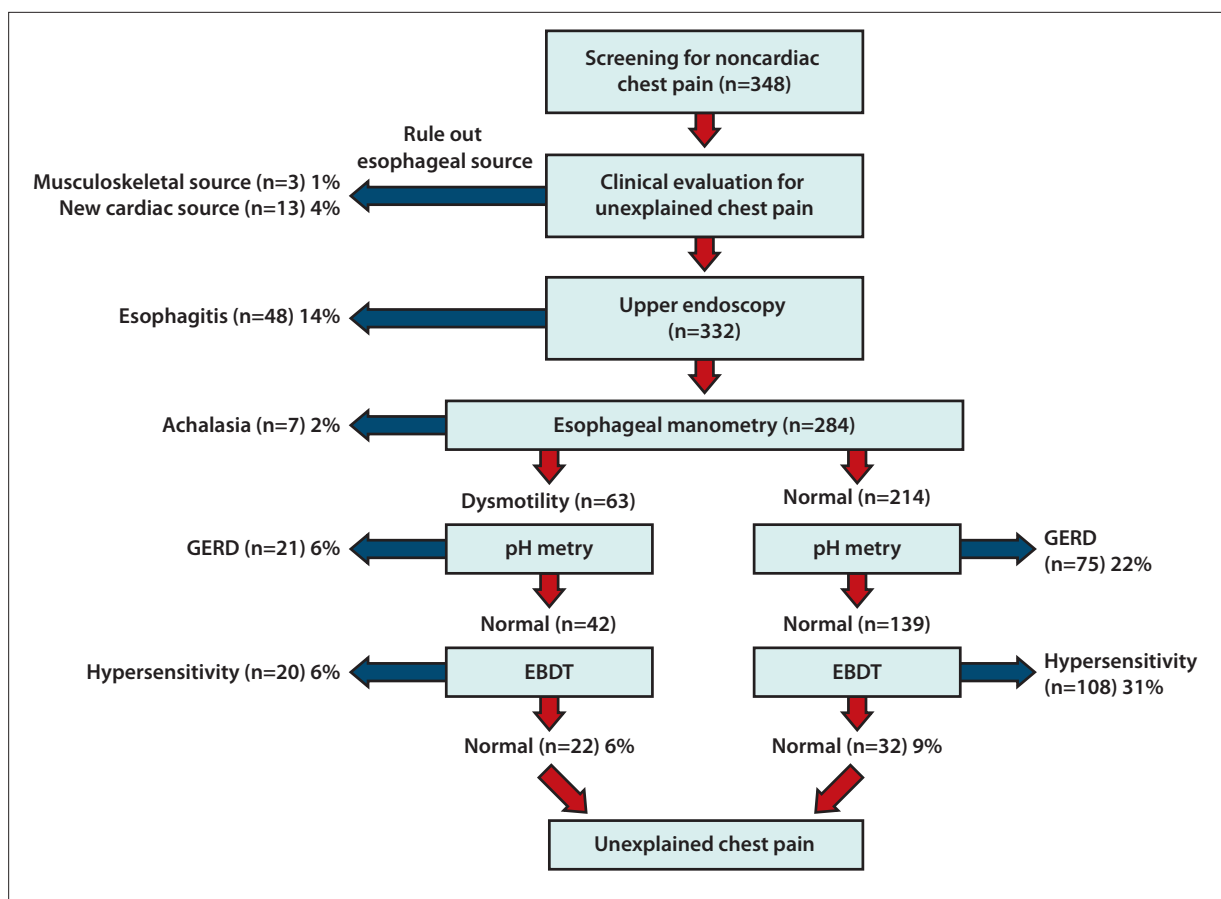 Screening for noncardiac
chest pain (n=348)
Rule out
esophageal source
Musculoskeletal source (n=3) 1%
New cardiac source (n=13) 4%
Clinical evaluation for
unexplained chest pain
Esophagitis (n=48) 14%
Upper endoscopy
(n=332)
Achalasia (n=7) 2%
Esophageal manometry (n=284)
Dysmotility (n=63)
Normal (n=214)
GERD (n=21) 6%
pH metry
pH metry
GERD
(n=75) 22%
Normal (n=42)
Normal (n=139)
Hypersensitivity (n=20) 6%
EBDT
EBDT
Hypersensitivity
(n=108) 31%
Normal (n=22) 6%
Normal (n=32) 9%
Unexplained chest pain